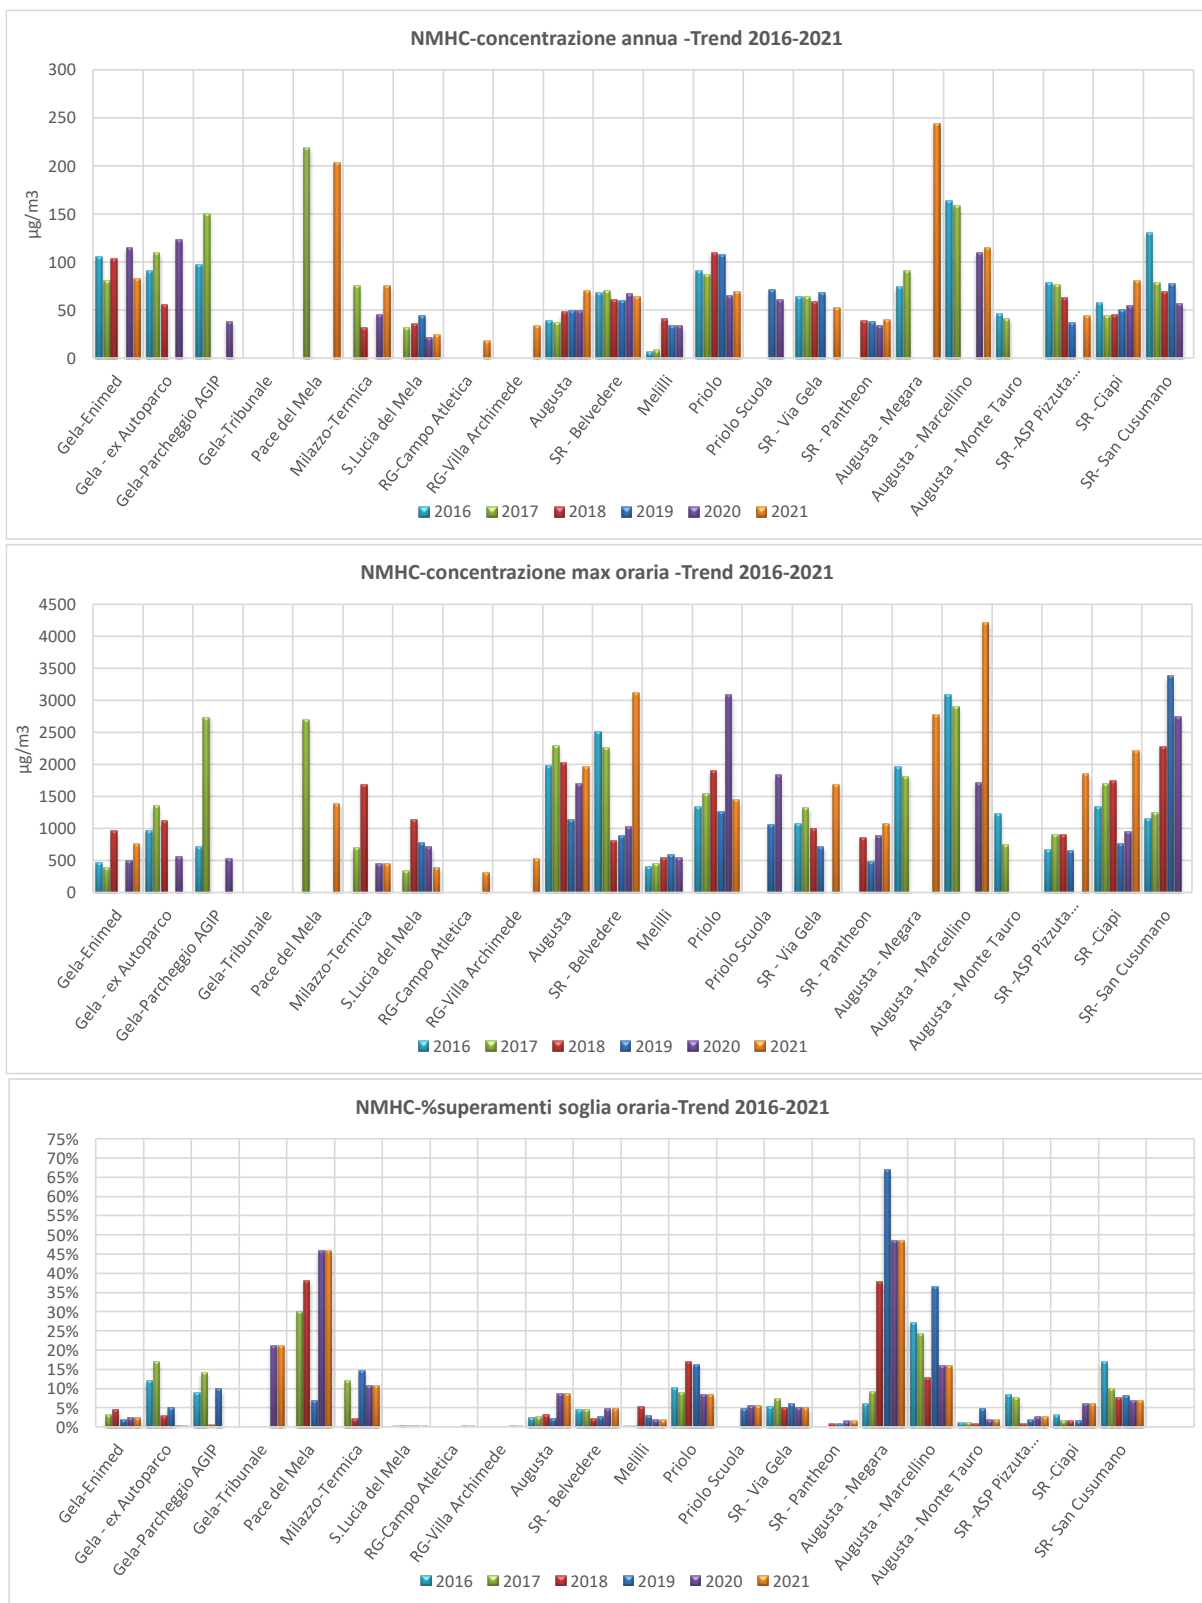 NMHC-concentrazione annua -Trend 2016-2021
300
250
200
150
100
50
0
µg/m3
Gela-Enimed
Gela - ex Autoparco
Gela-Parcheggio AGIP
Gela-Tribunale
Pace del Mela
Milazzo-Termica
S.Lucia del Mela
RG-Campo Atletica
RG-Villa Archimede
Augusta
SR - Belvedere
Melilli
Priolo
Priolo Scuola
SR - Via Gela
SR - Pantheon
Augusta - Megara
Augusta - Marcellino
Augusta - Monte Tauro
SR -ASP Pizzuta...
SR -Ciapi
SR- San Cusumano
2016 2017 2018 2019 2020 2021
NMHC-concentrazione max oraria -Trend 2016-2021
4500
4000
3500
3000
2500
2000
1500
1000
500
0
µg/m3
Gela-Enimed
Gela - ex Autoparco
Gela-Parcheggio AGIP
Gela-Tribunale
Pace del Mela
Milazzo-Termica
S.Lucia del Mela
RG-Campo Atletica
RG-Villa Archimede
Augusta
SR - Belvedere
Melilli
Priolo
Priolo Scuola
SR - Via Gela
SR - Pantheon
Augusta - Megara
Augusta - Marcellino
Augusta - Monte Tauro
SR -ASP Pizzuta...
SR -Ciapi
SR- San Cusumano
2016 2017 2018 2019 2020 2021
NMHC-%superamenti soglia oraria-Trend 2016-2021
75%
70%
65%
60%
55%
50%
45%
40%
35%
30%
25%
20%
15%
10%
5%
0%
Gela-Enimed
Gela - ex Autoparco
Gela-Parcheggio AGIP
Gela-Tribunale
Pace del Mela
Milazzo-Termica
S.Lucia del Mela
RG-Campo Atletica
RG-Villa Archimede
Augusta
SR - Belvedere
Melilli
Priolo
Priolo Scuola
SR - Via Gela
SR - Pantheon
Augusta - Megara
Augusta - Marcellino
Augusta - Monte Tauro
SR -ASP Pizzuta...
SR -Ciapi
SR- San Cusumano
2016 2017 2018 2019 2020 2021